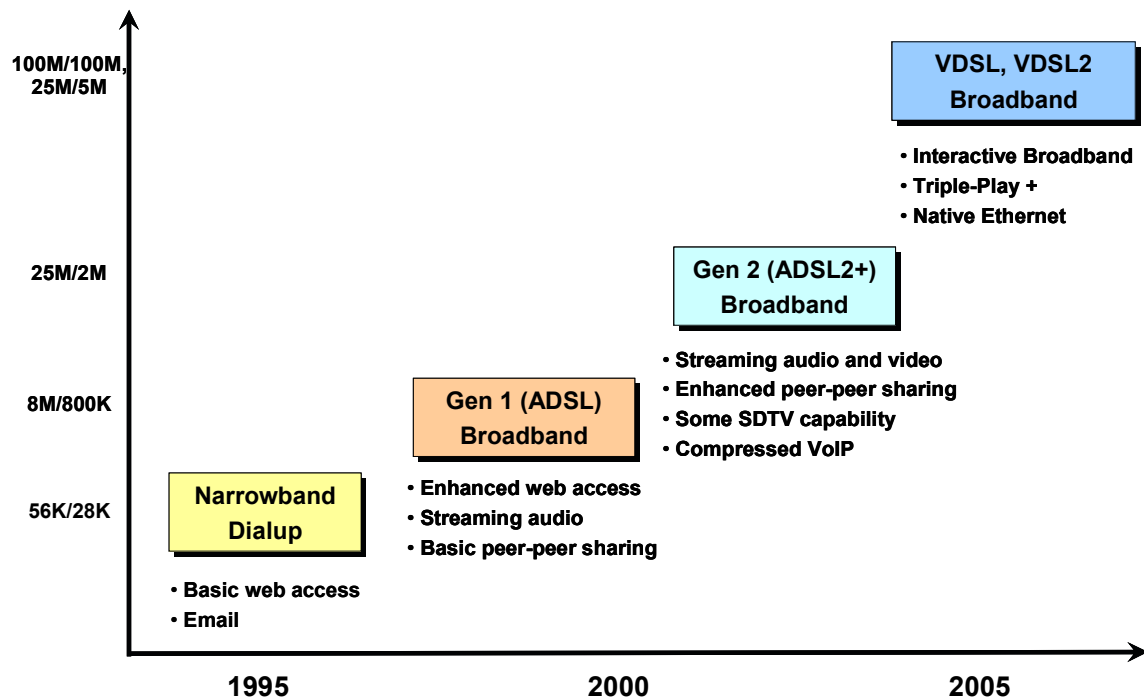 100M/100M,
25M/5M
VDSL, VDSL2
Broadband
• Interactive Broadband
• Triple-Play +
• Native Ethernet
25M/2M
Gen 2 (ADSL2+)
Broadband
• Streaming audio and video
• Enhanced peer-peer sharing
• Some SDTV capability
• Compressed VoIP
8M/800K
Gen 1 (ADSL)
Broadband
• Enhanced web access
• Streaming audio
• Basic peer-peer sharing
56K/28K
Narrowband
Dialup
• Basic web access
• Email
1995
2000
2005